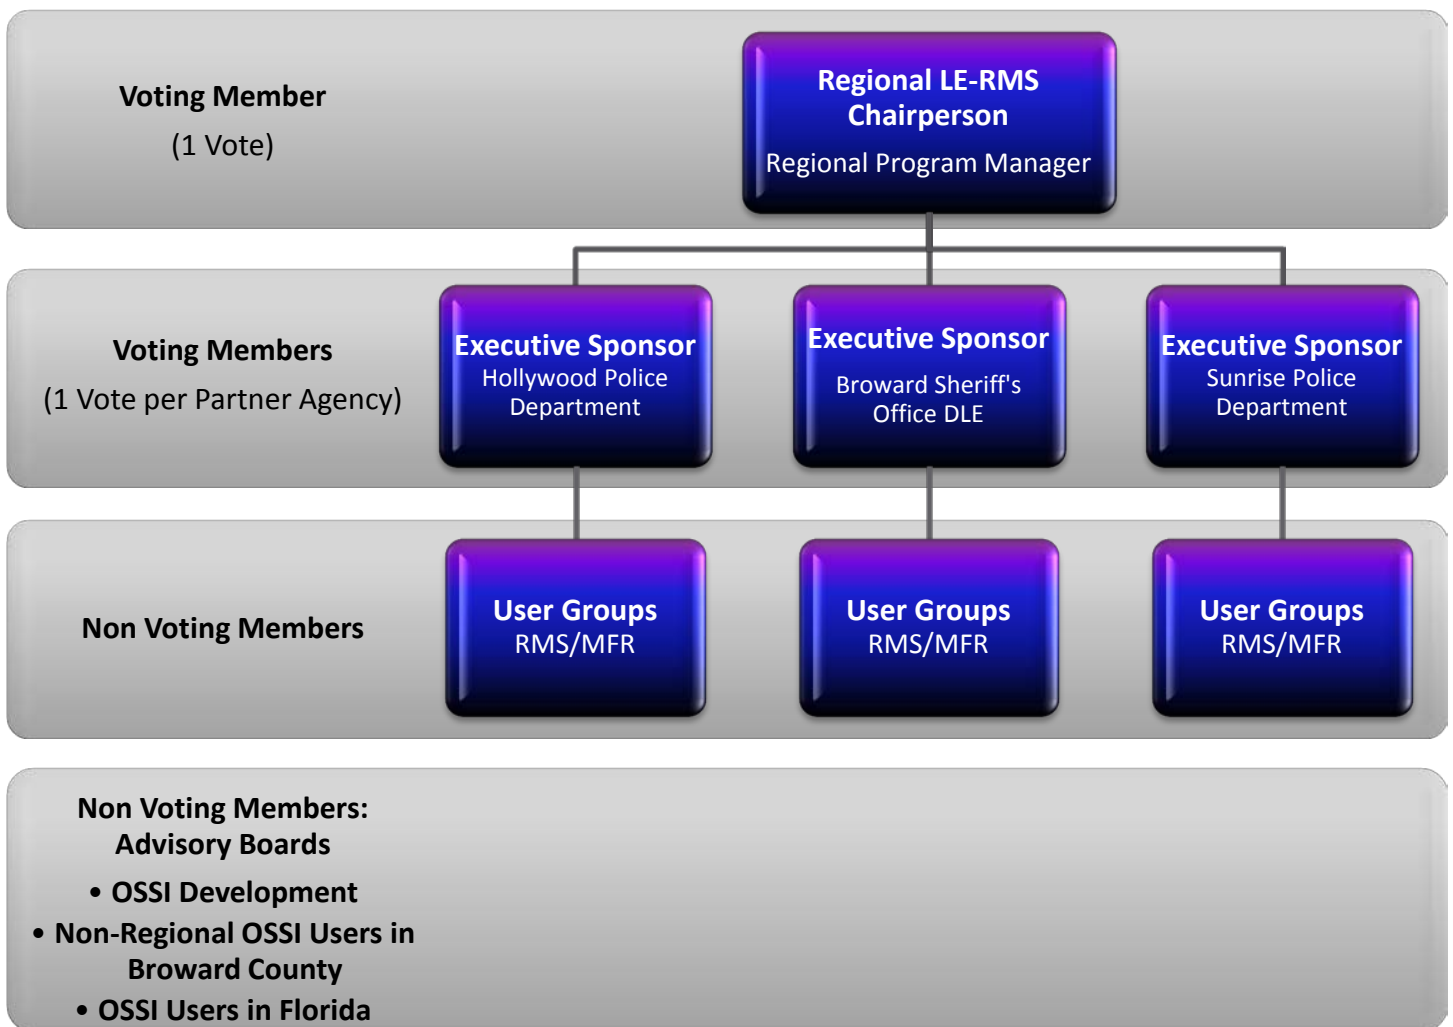 Voting Member
(1 Vote)
Regional LE-RMS
Chairperson
Regional Program Manager
Voting Members
(1 Vote per Partner Agency)
Executive Sponsor
Hollywood Police
Department
Executive Sponsor
Broward Sheriff's
Office DLE
Executive Sponsor
Sunrise Police
Department
Non Voting Members
User Groups
RMS/MFR
User Groups
RMS/MFR
User Groups
RMS/MFR
Non Voting Members:
Advisory Boards
• OSSI Development
• Non-Regional OSSI Users in
Broward County
• OSSI Users in Florida